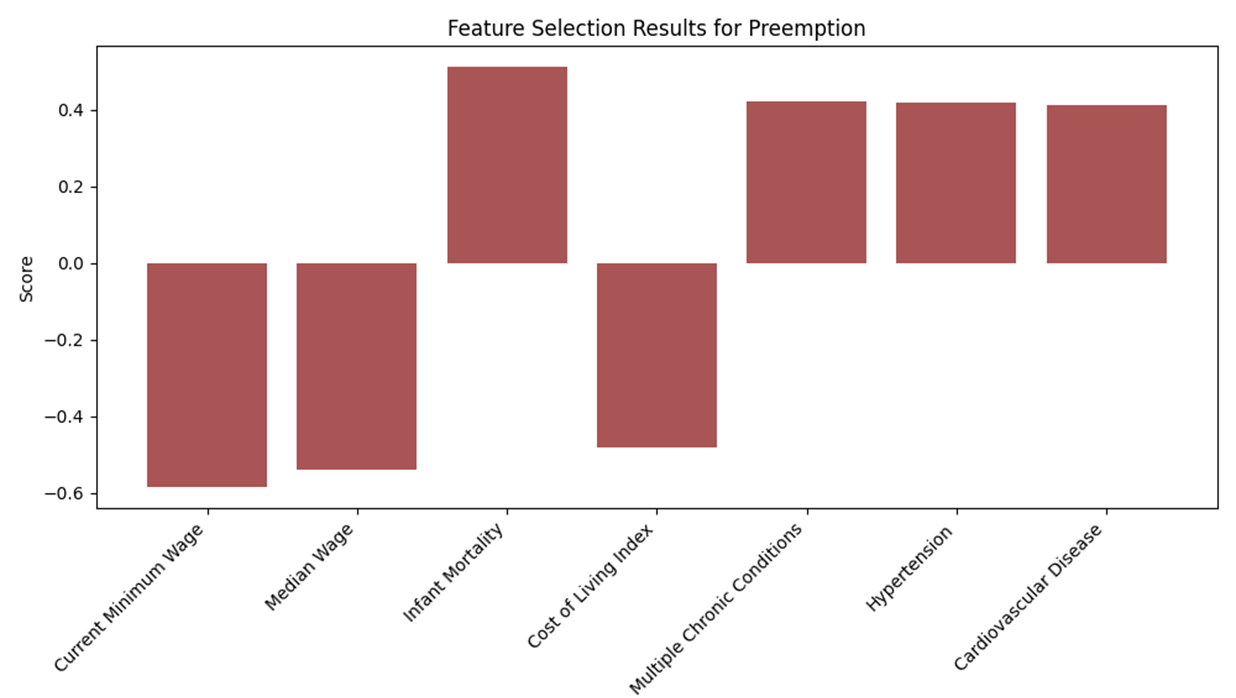 Feature Selection Results for Preemption
Score
0.4
0.2
0.0
−0.2
−0.4
−0.6
Current Minimum Wage
Median Wage
Infant Mortality
Cost of Living Index
Multiple Chronic Conditions
Hypertension
Cardiovascular Disease